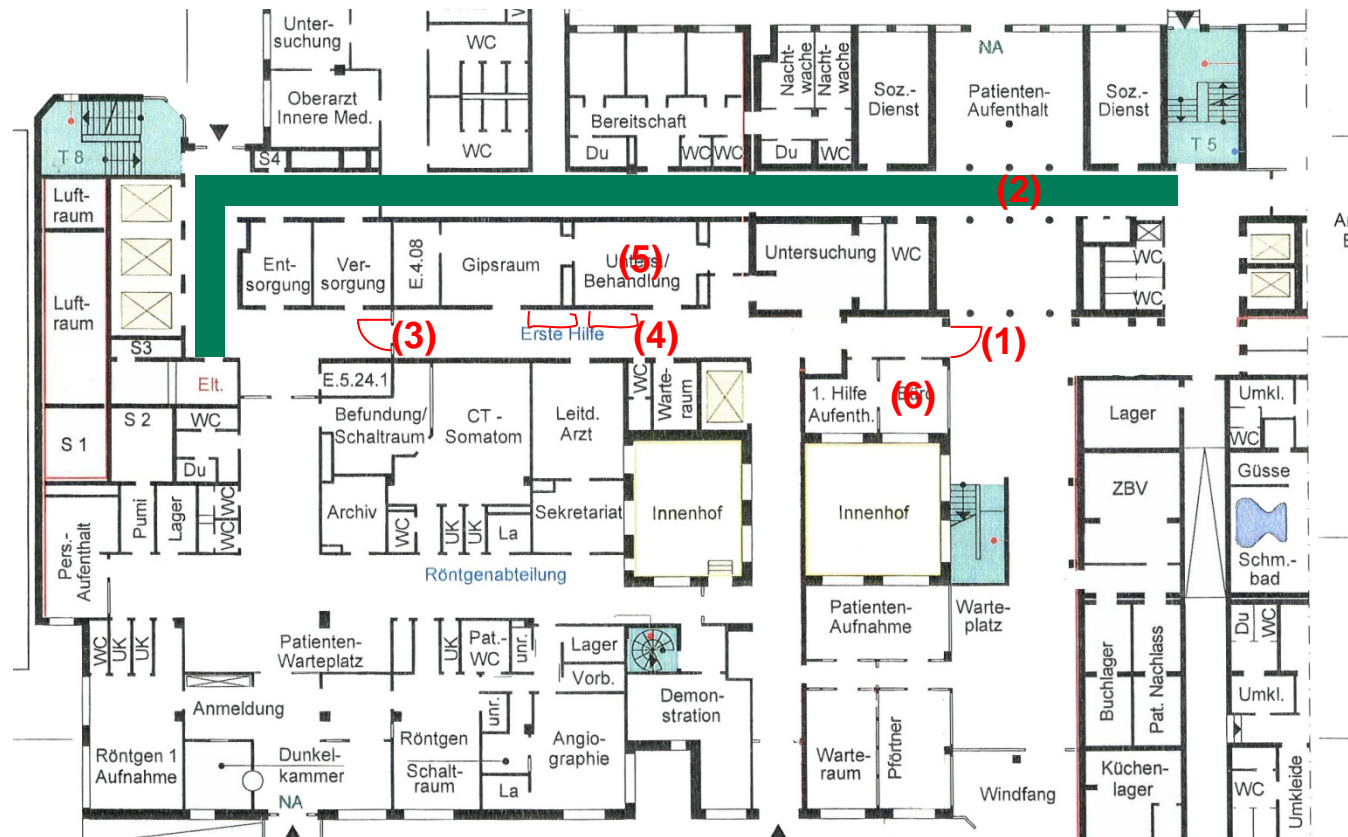 Unter-
suchung
WC
V
NA
Oberarzt
Innere Med.
WC
Bereitschaft
Du
WC
WC
Nacht-
wache
Nacht-
wache
Du
WC
Soz.-
Dienst
Patienten-
Aufenthalt
Soz.-
Dienst
T 8
S4
T 5
Luft-
raum
(2)
Ar
E
Ent-
sorgung
Ver-
sorgung
E.4.08
Gipsraum
(5)
Unters./
Behandlung
Untersuchung
WC
WC
WC
Luft-
raum
S3
(3)
Erste Hilfe
(4)
(1)
Elt.
E.5.24.1
S 1
S 2
WC
Du
Befundung/
Schaltraum
CT -
Somatom
Leitd.
Arzt
WC
Warte-
raum
1. Hilfe
Aufenth.
Büro
(6)
Lager
Umkl.
WC
Pers.-
Aufenthalt
Pumi
Lager
WC
WC
Archiv
WC
UK
UK
La
Sekretariat
Innenhof
Innenhof
ZBV
Güsse
Schm.-
bad
Röntgenabteilung
WC
UK
UK
Patienten-
Warteplatz
UK
Pat.-
WC
unr.
Lager
Vorb.
Patienten-
Aufnahme
Warte-
platz
Buchlager
Pat. Nachlass
Du
WC
Umkl.
Anmeldung
unr.
Demon-
stration
Röntgen 1
Aufnahme
Dunkel-
kammer
Röntgen
Schalt-
raum
La
Angio-
graphie
Warte-
raum
Pförtner
Windfang
Küchen-
lager
WC
Umkleide
NA